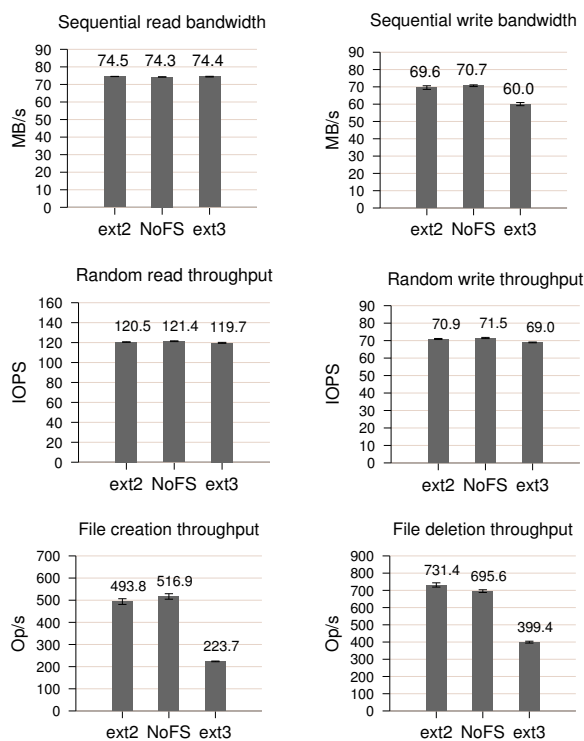 Sequential read bandwidth
MB/s
90
80
70
60
50
40
30
20
10
0
74.5 74.3 74.4
ext2 NoFS ext3
Sequential write bandwidth
MB/s
90
80
70
60
50
40
30
20
10
0
69.6 70.7 60.0
ext2 NoFS ext3
Random read throughput
IOPS
160
140
120
100
80
60
40
20
0
120.5 121.4 119.7
ext2 NoFS ext3
Random write throughput
IOPS
90
80
70
60
50
40
30
20
10
0
70.9 71.5 69.0
ext2 NoFS ext3
File creation throughput
Op/s
700
600
500
400
300
200
100
0
493.8 516.9 223.7
ext2 NoFS ext3
File deletion throughput
Op/s
900
800
700
600
500
400
300
200
100
0
731.4 695.6 399.4
ext2 NoFS ext3